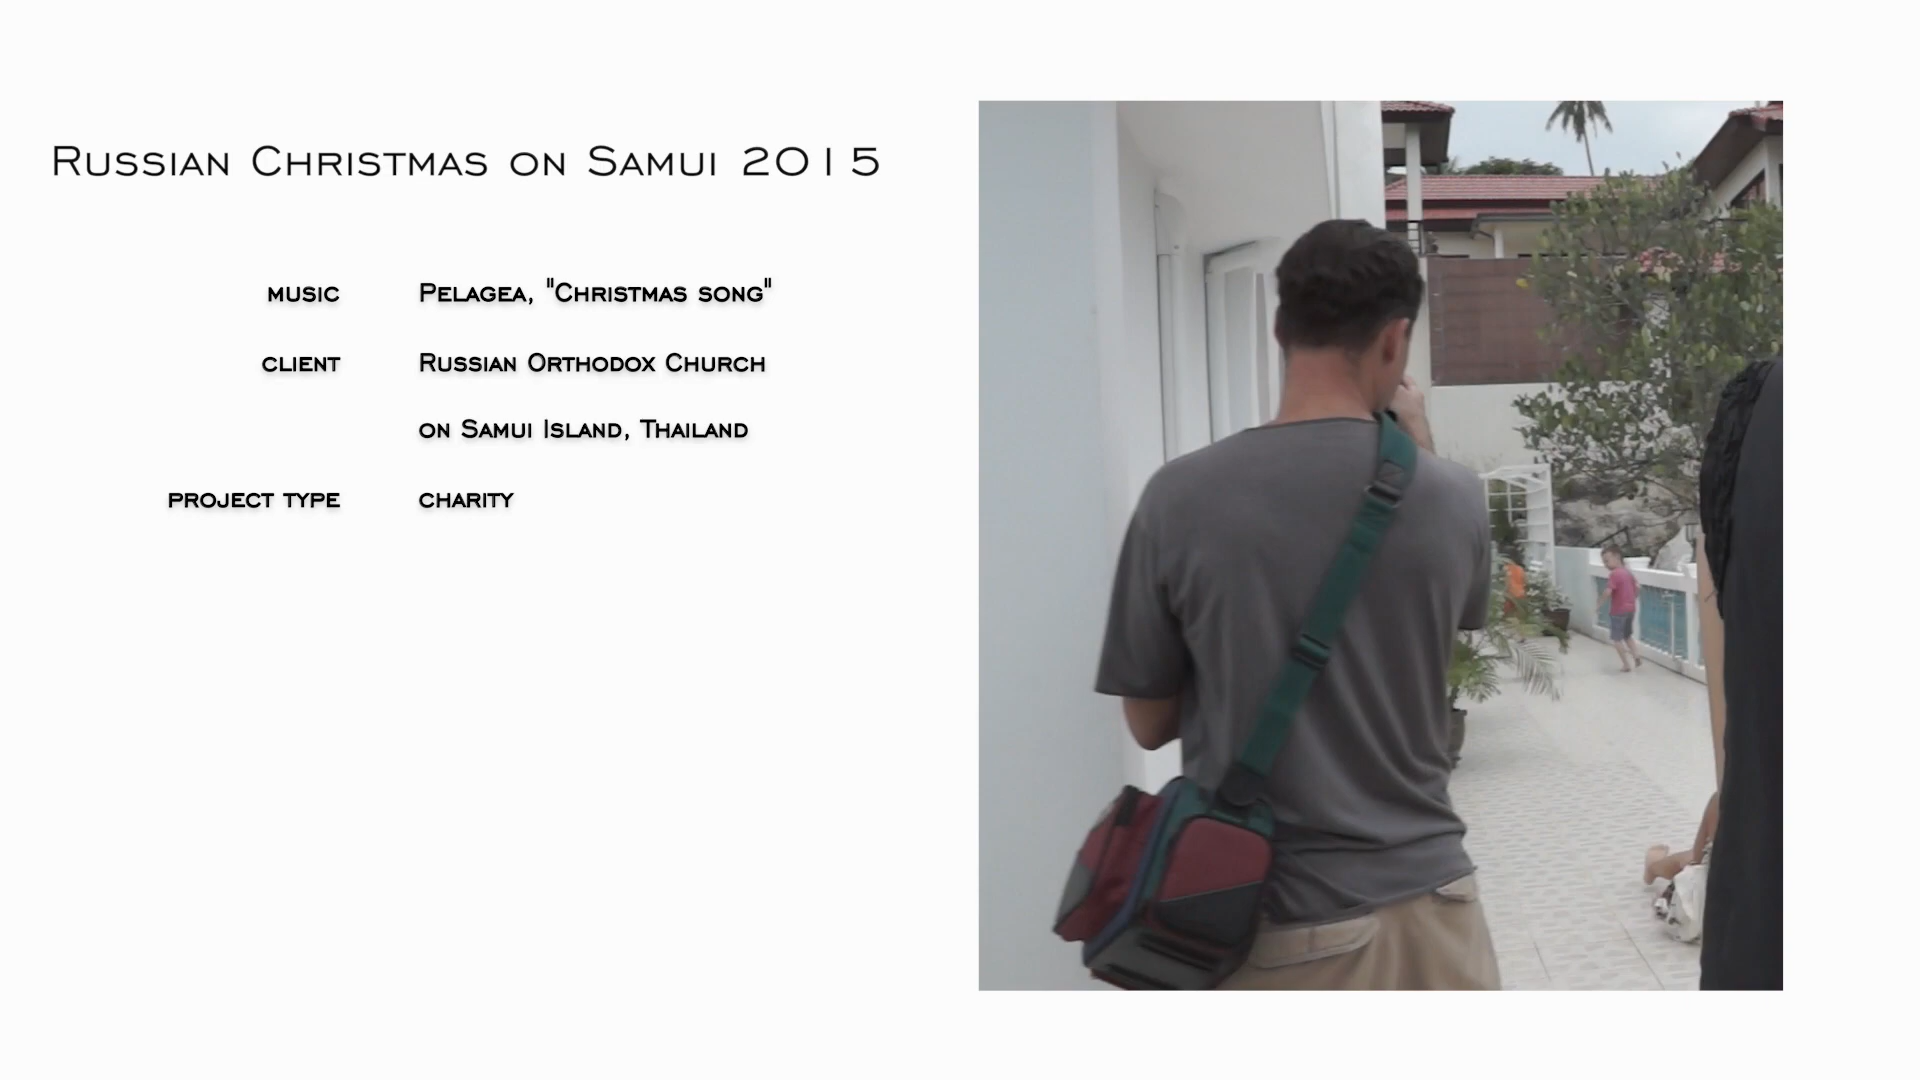 Russian Christmas on Samui 2015
music Pelagea, "Christmas song"
client Russian Orthodox Church
on Samui Island, Thailand
project type charity